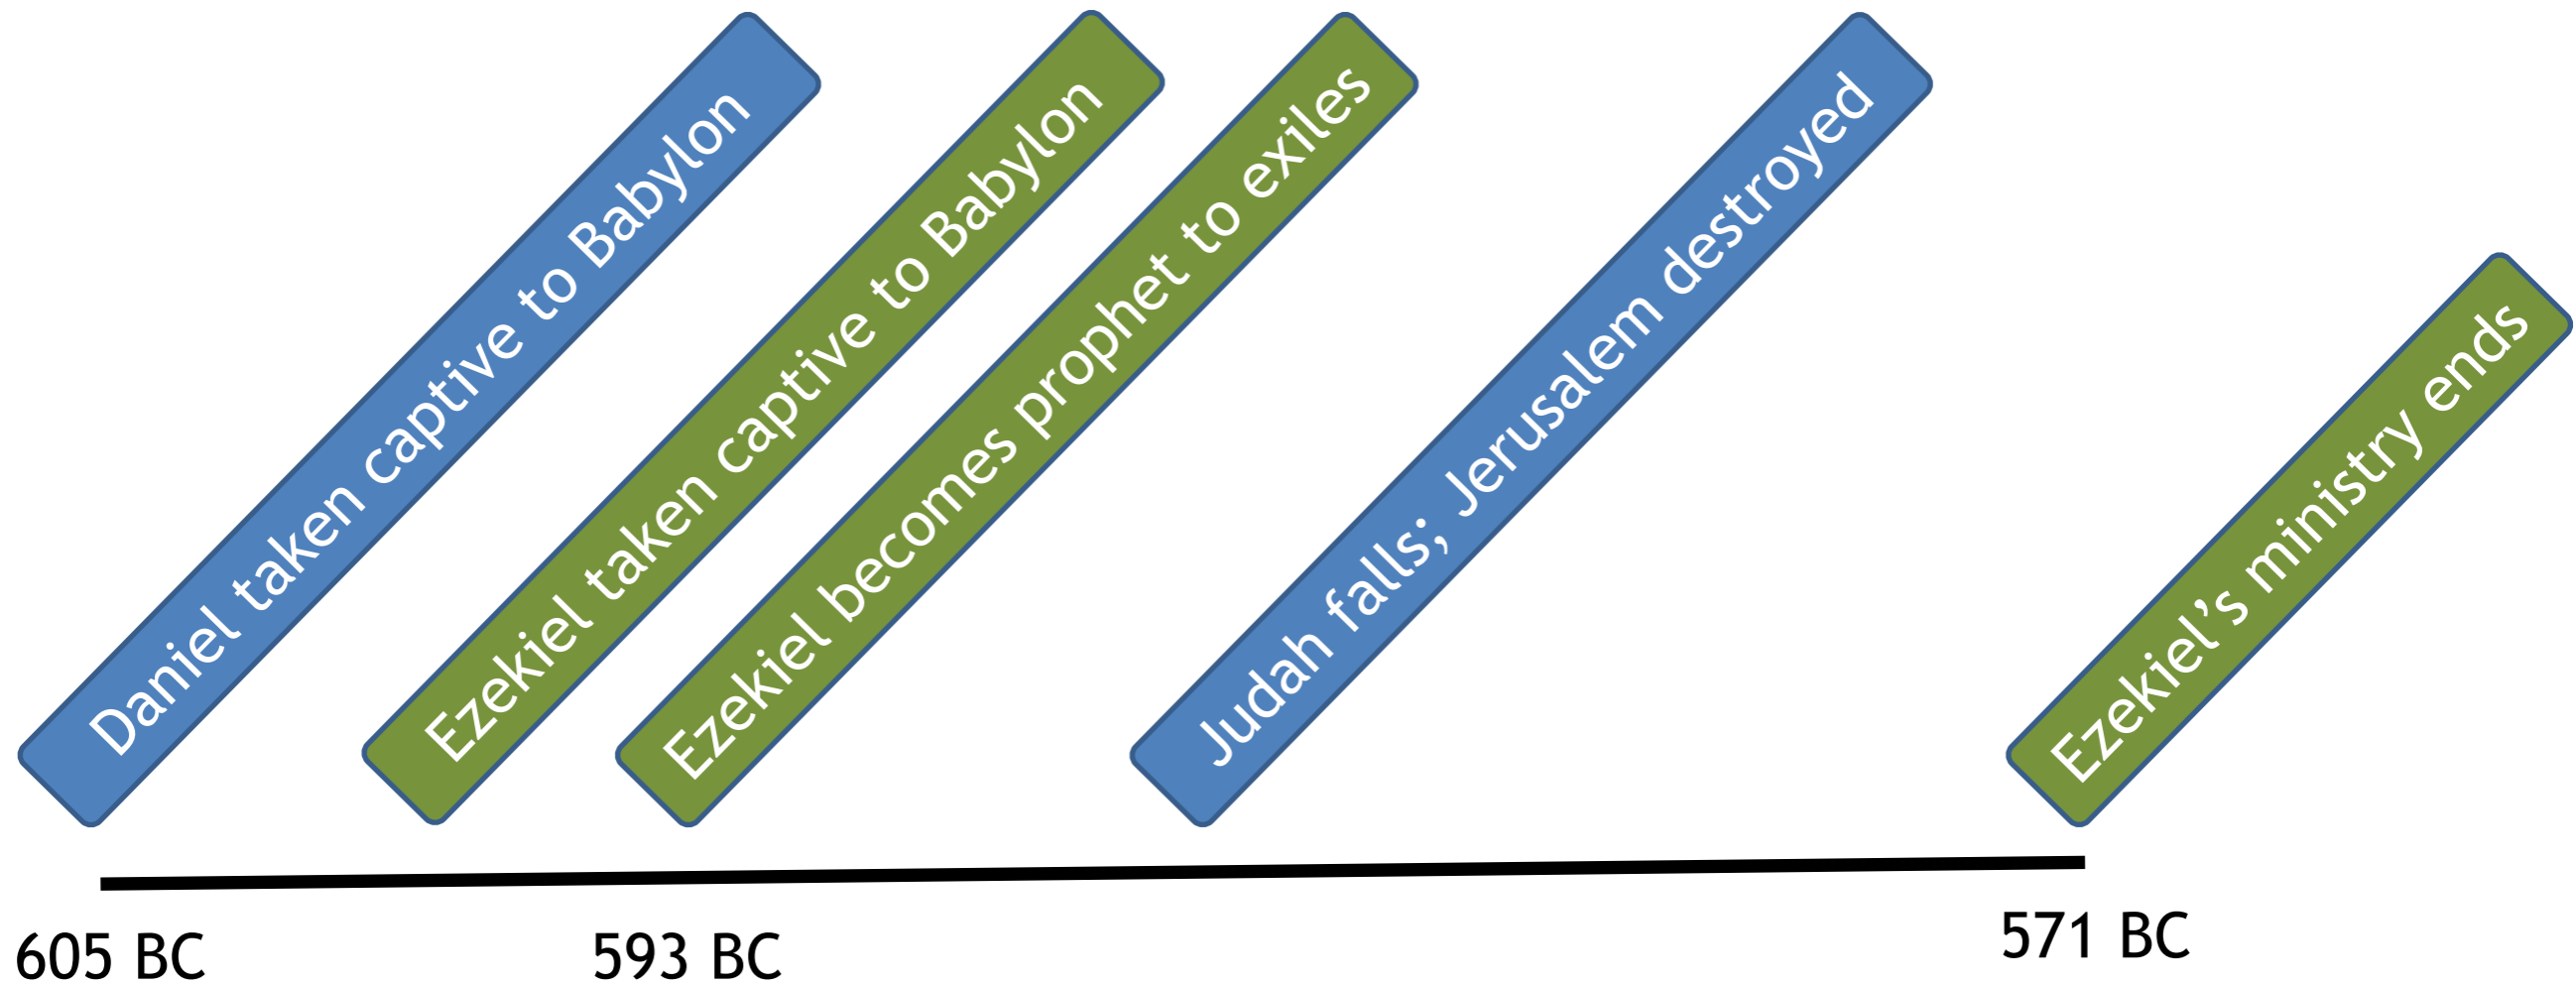 Daniel taken captive to Babylon
Ezekiel taken captive to Babylon
Ezekiel becomes prophet to exiles
Judah falls; Jerusalem destroyed
Ezekiel’s ministry ends
605 BC
593 BC
571 BC